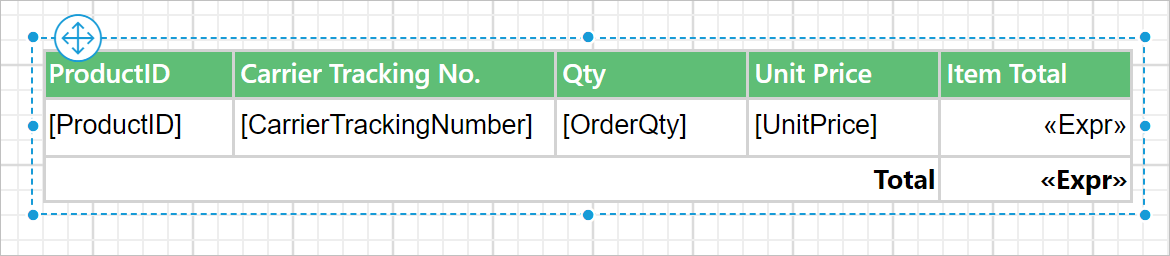 ProductID Carrier Tracking No. Qty Unit Price Item Total
[ProductID] [CarrierTrackingNumber] [OrderQty] [UnitPrice] «Expr»
Total «Expr»